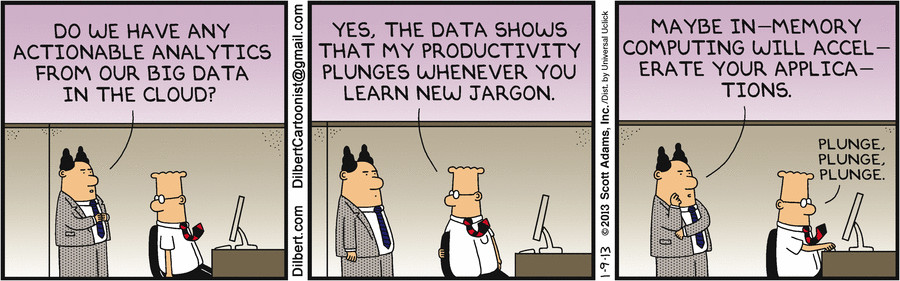 DO WE HAVE ANY
ACTIONABLE ANALYTICS
FROM OUR BIG DATA
IN THE CLOUD?
Dilbert.com DilbertCartoonist@gmail.com
YES, THE DATA SHOWS
THAT MY PRODUCTIVITY
PLUNGES WHENEVER YOU
LEARN NEW JARGON.
1-9-13 ©2013 Scott Adams, Inc. /Dist. by Universal Uclick
MAYBE IN-MEMORY
COMPUTING WILL ACCEL-
ERATE YOUR APPLICA-
TIONS.
PLUNGE,
PLUNGE,
PLUNGE.